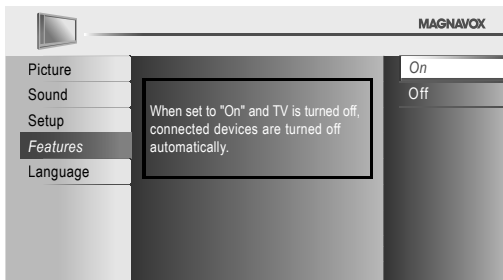 MAGNAVOX
Picture
Sound
Setup
Features
Language
When set to "On" and TV is turned off,
connected devices are turned off
automatically.
On
Off